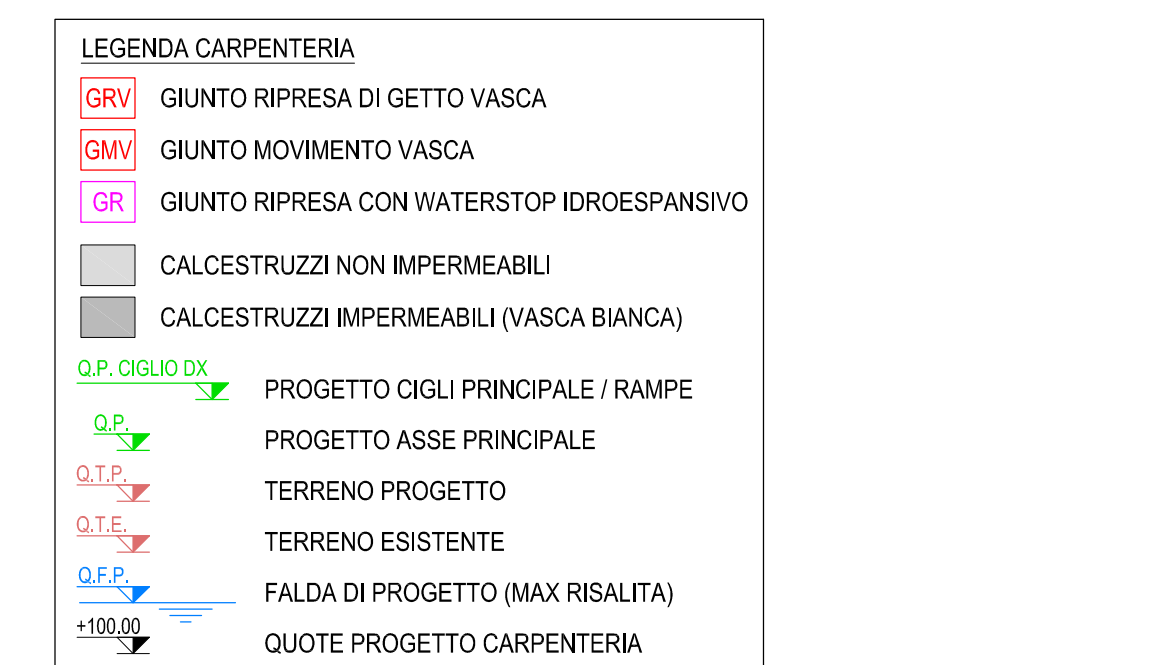 LEGENDA CARPENTERIA
GRV GIUNTO RIPRESA DI GETTO VASCA
GMV GIUNTO MOVIMENTO VASCA
GR GIUNTO RIPRESA CON WATERSTOP IDROESPANSIVO
CALCESTRUZZI NON IMPERMEABILI
CALCESTRUZZI IMPERMEABILI (VASCA BIANCA)
Q.P. CIGLIO DX PROGETTO CIGLI PRINCIPALE / RAMPE
Q.P. PROGETTO ASSE PRINCIPALE
Q.T.P. TERRENO PROGETTO
Q.T.E. TERRENO ESISTENTE
Q.F.P. FALDA DI PROGETTO (MAX RISALITA)
+100.00 QUOTE PROGETTO CARPENTERIA